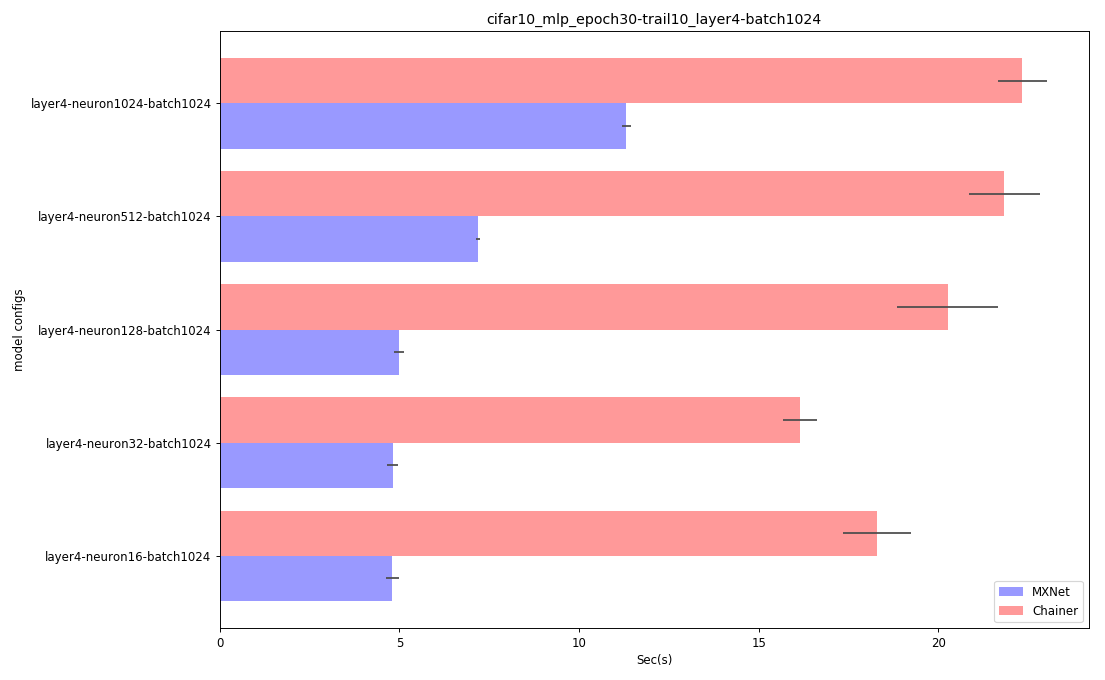 cifar10_mlp_epoch30-trail10_layer4-batch1024
layer4-neuron1024-batch1024
layer4-neuron512-batch1024
layer4-neuron128-batch1024
layer4-neuron32-batch1024
layer4-neuron16-batch1024
model configs
MXNet
Chainer
0 5 10 15 20
Sec(s)